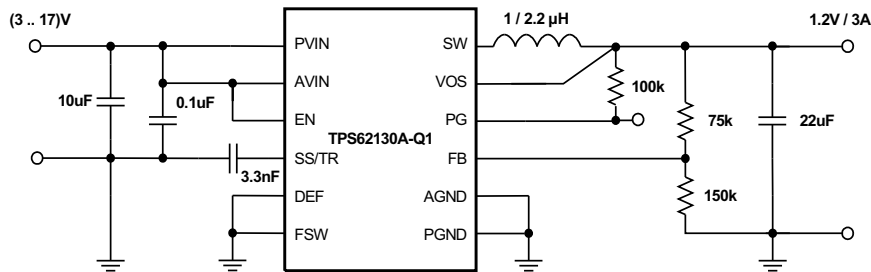 (3 .. 17)V
1 / 2.2 µH
1.2V / 3A
PVIN
SW
AVIN
VOS
100k
10uF
0.1uF
75k
22uF
EN
PG
TPS62130A-Q1
SS/TR
FB
3.3nF
150k
DEF
AGND
FSW
PGND